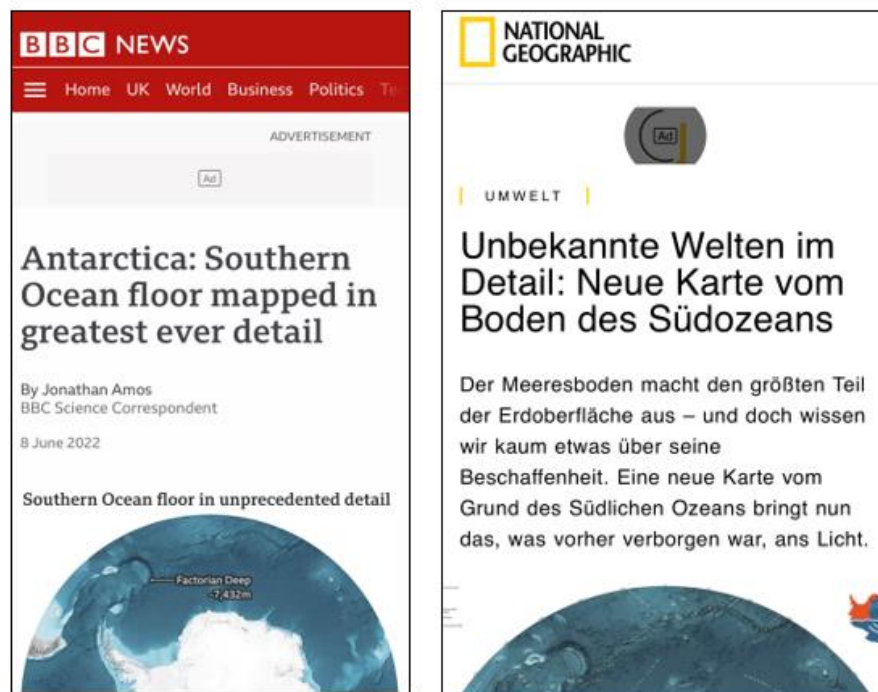 BBC NEWS
Home UK World Business Politics
ADVERTISEMENT
Ad
Antarctica: Southern
Ocean floor mapped in
greatest ever detail
By Jonathan Amos
BBC Science Correspondent
8 June 2022
Southern Ocean floor in unprecedented detail
Factorian Deep
-7,432m
NATIONAL
GEOGRAPHIC
Ad
UMWELT
Unbekannte Welten im
Detail: Neue Karte vom
Boden des Südozeans
Der Meeresboden macht den größten Teil
der Erdoberfläche aus – und doch wissen
wir kaum etwas über seine
Beschaffenheit. Eine neue Karte vom
Grund des Südlichen Ozeans bringt nun
das, was vorher verborgen war, ans Licht.